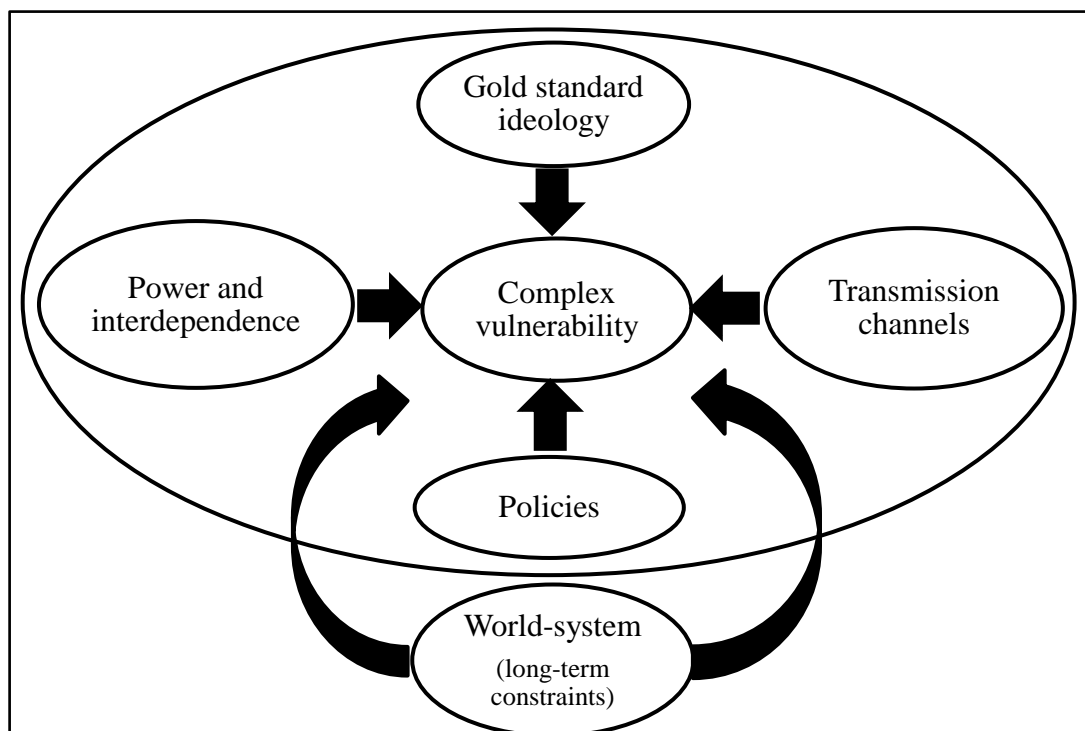 Gold standard
ideology
Power and
interdependence
Complex
vulnerability
Transmission
channels
Policies
World-system
(long-term
constraints)